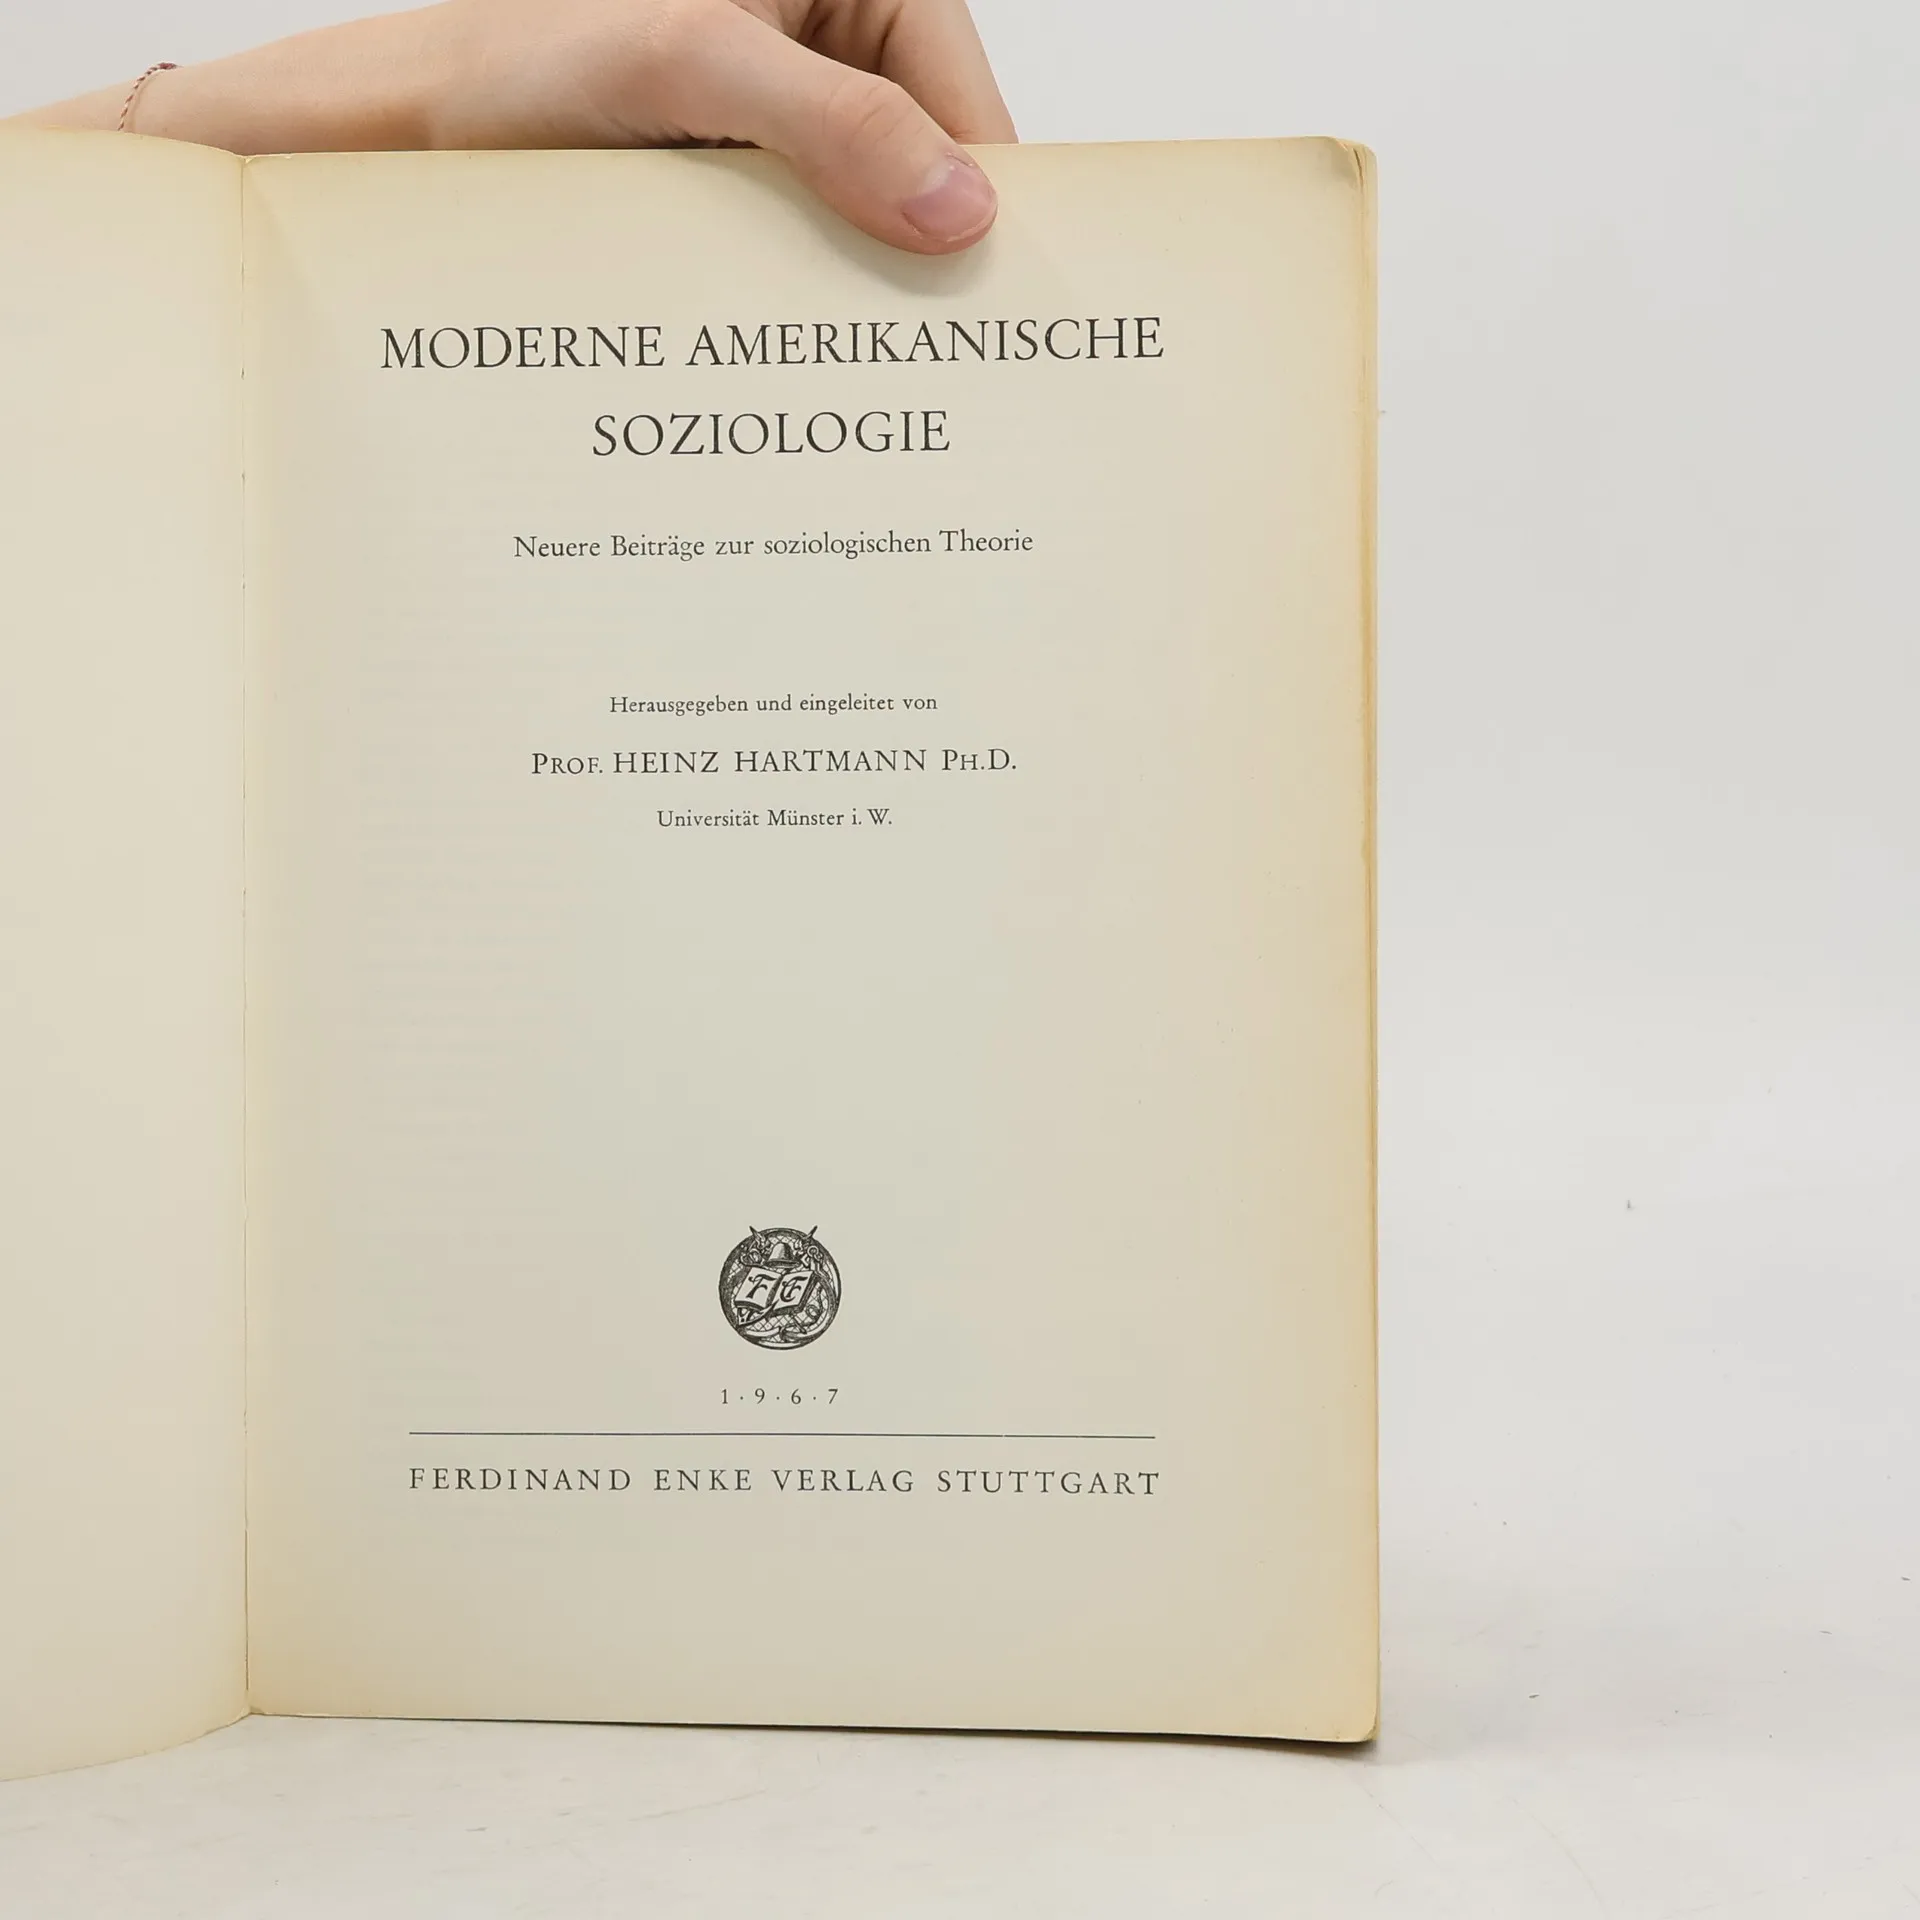 MODERNE AMERIKANISCHE
SOZIOLOGIE
Neuere Beiträge zur soziologischen Theorie
Herausgegeben und eingeleitet von
PROF. HEINZ HARTMANN PH.D.
Universität Münster i. W.
F E
1 · 9 · 6 · 7
FERDINAND ENKE VERLAG STUTTGART